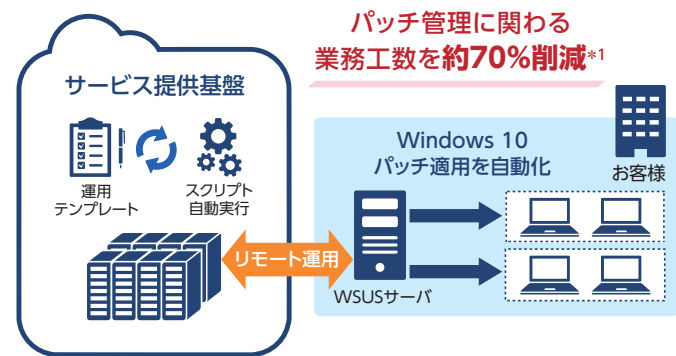 パッチ管理に関わる
業務工数を約70%削減*1
サービス提供基盤
運用
テンプレート
スクリプト
自動実行
リモート運用
Windows 10
パッチ適用を自動化
お客様
WSUSサーバ